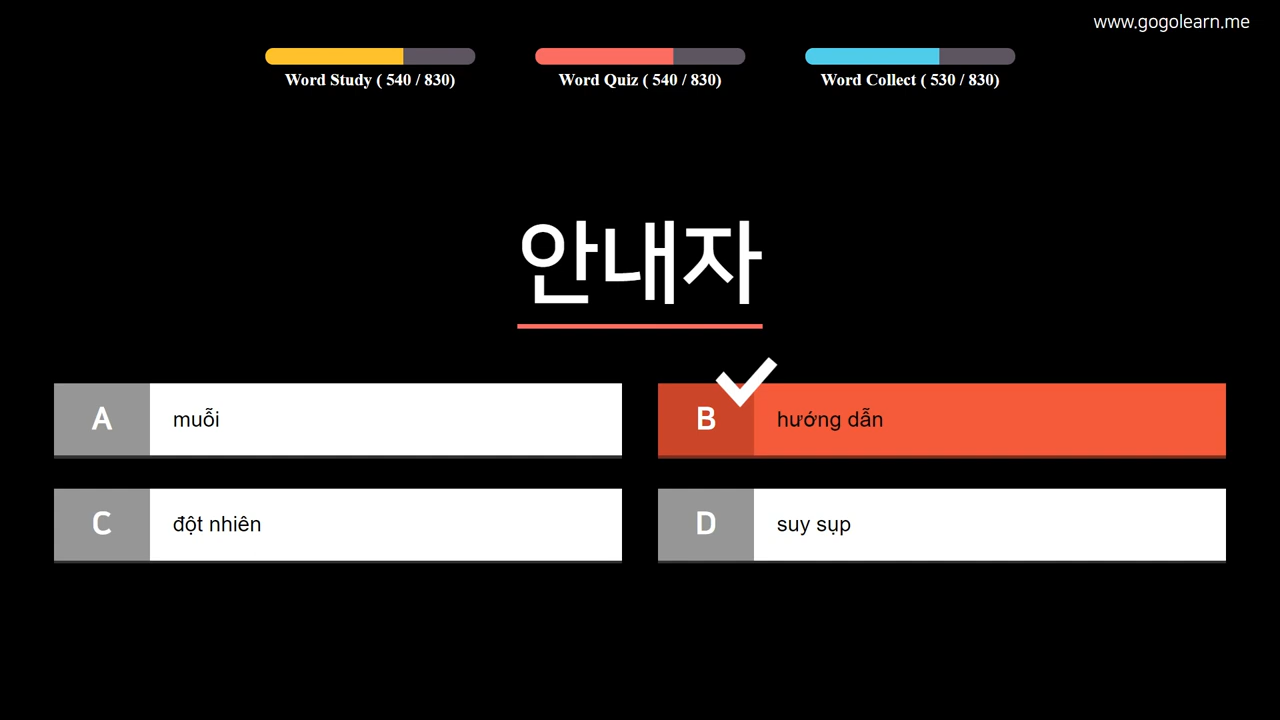 www.gogolearn.me
Word Study ( 540 / 830)
Word Quiz ( 540 / 830)
Word Collect ( 530 / 830)
안내자
A
muỗi
B
hướng dẫn
C
đột nhiên
D
suy sụp